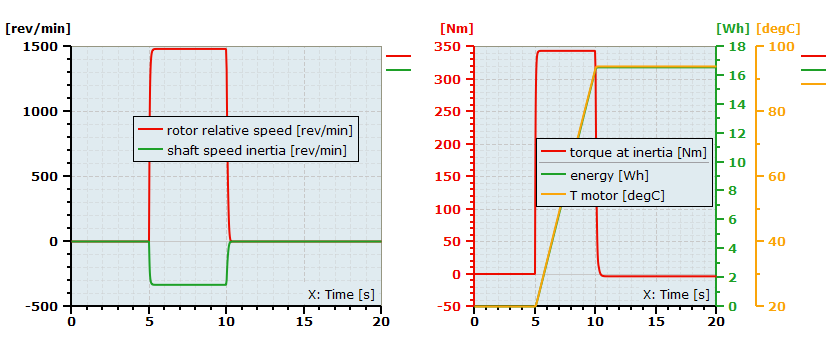 [rev/min]
1500
1000
500
0
-500
0 5 10 15 20
rotor relative speed [rev/min]
shaft speed inertia [rev/min]
X: Time [s]
[Nm] [Wh] [degC]
350
300
250
200
150
100
50
0
-50
18
16
14
12
10
8
6
4
2
0
100
80
60
40
20
0 5 10 15 20
torque at inertia [Nm]
energy [Wh]
T motor [degC]
X: Time [s]